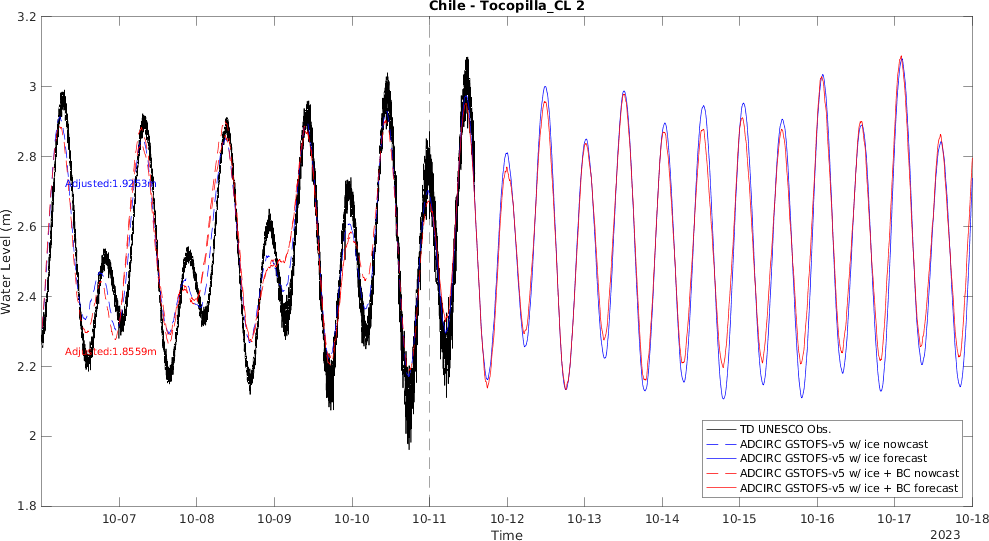 Chile - Tocopilla_CL 2
3.2
3
2.8
2.6
2.4
2.2
2
1.8
Water Level (m)
Adjusted:1.9263m
Adjusted:1.8559m
TD UNESCO Obs.
ADCIRC GSTOFS-v5 w/ ice nowcast
ADCIRC GSTOFS-v5 w/ ice forecast
ADCIRC GSTOFS-v5 w/ ice + BC nowcast
ADCIRC GSTOFS-v5 w/ ice + BC forecast
10-07 10-08 10-09 10-10 10-11 10-12 10-13 10-14 10-15 10-16 10-17 10-18
Time
2023